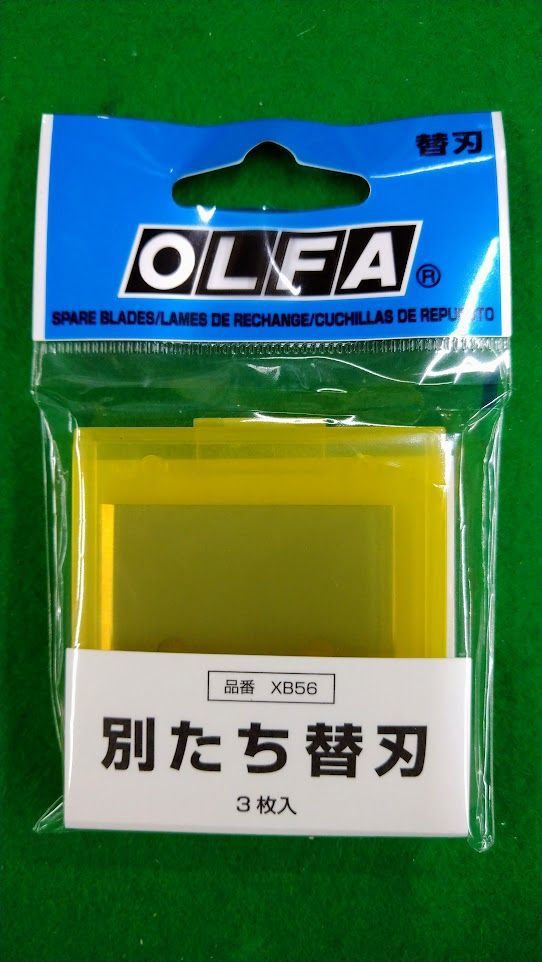 替刃
OLFA®
SPARE BLADES/LAMES DE RECHANGE/CUCHILLAS DE REPUESTO
品番 XB56
別たち替刃
3枚入